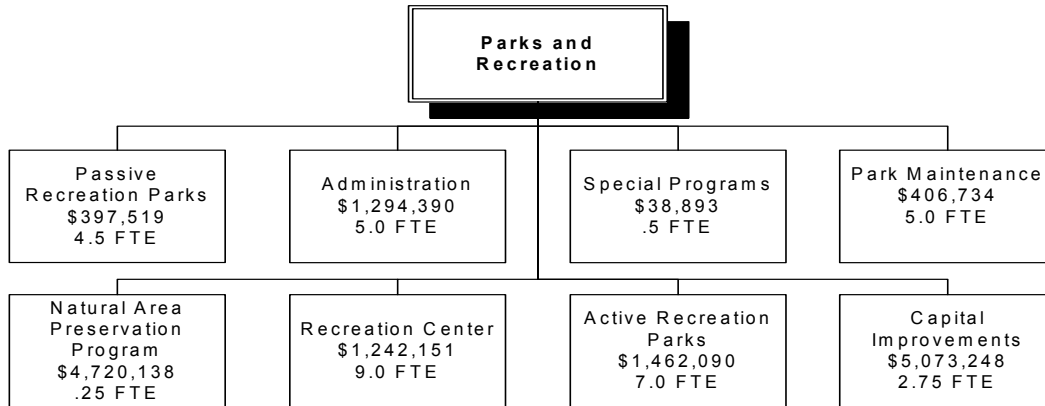 Parks and
Recreation
Passive
Recreation Parks
$397,519
4.5 FTE
Administration
$1,294,390
5.0 FTE
Special Programs
$38,893
.5 FTE
Park Maintenance
$406,734
5.0 FTE
Natural Area
Preservation
Program
$4,720,138
.25 FTE
Recreation Center
$1,242,151
9.0 FTE
Active Recreation
Parks
$1,462,090
7.0 FTE
Capital
Improvements
$5,073,248
2.75 FTE